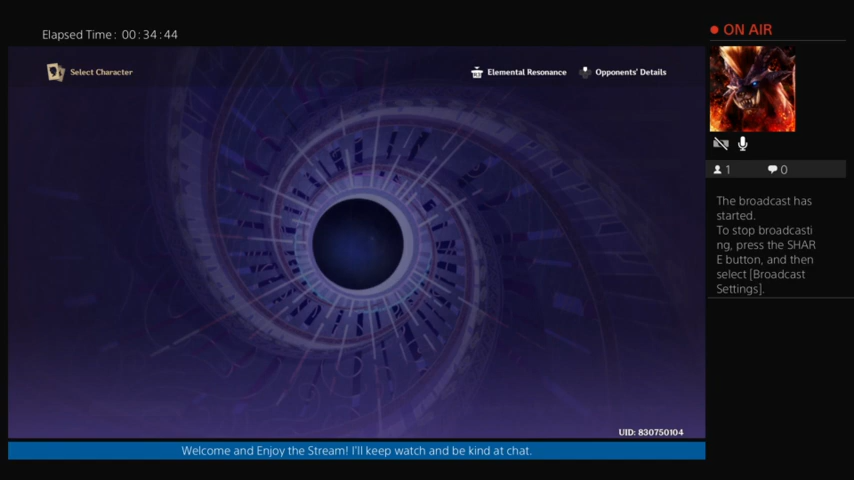 Elapsed Time: 00:34:44
ON AIR
Select Character
Elemental Resonance
Opponents' Details
1
0
The broadcast has
started.
To stop broadcasti
ng, press the SHAR
E button, and then
select [Broadcast
Settings].
UID: 830750104
Welcome and Enjoy the Stream! I'll keep watch and be kind at chat.